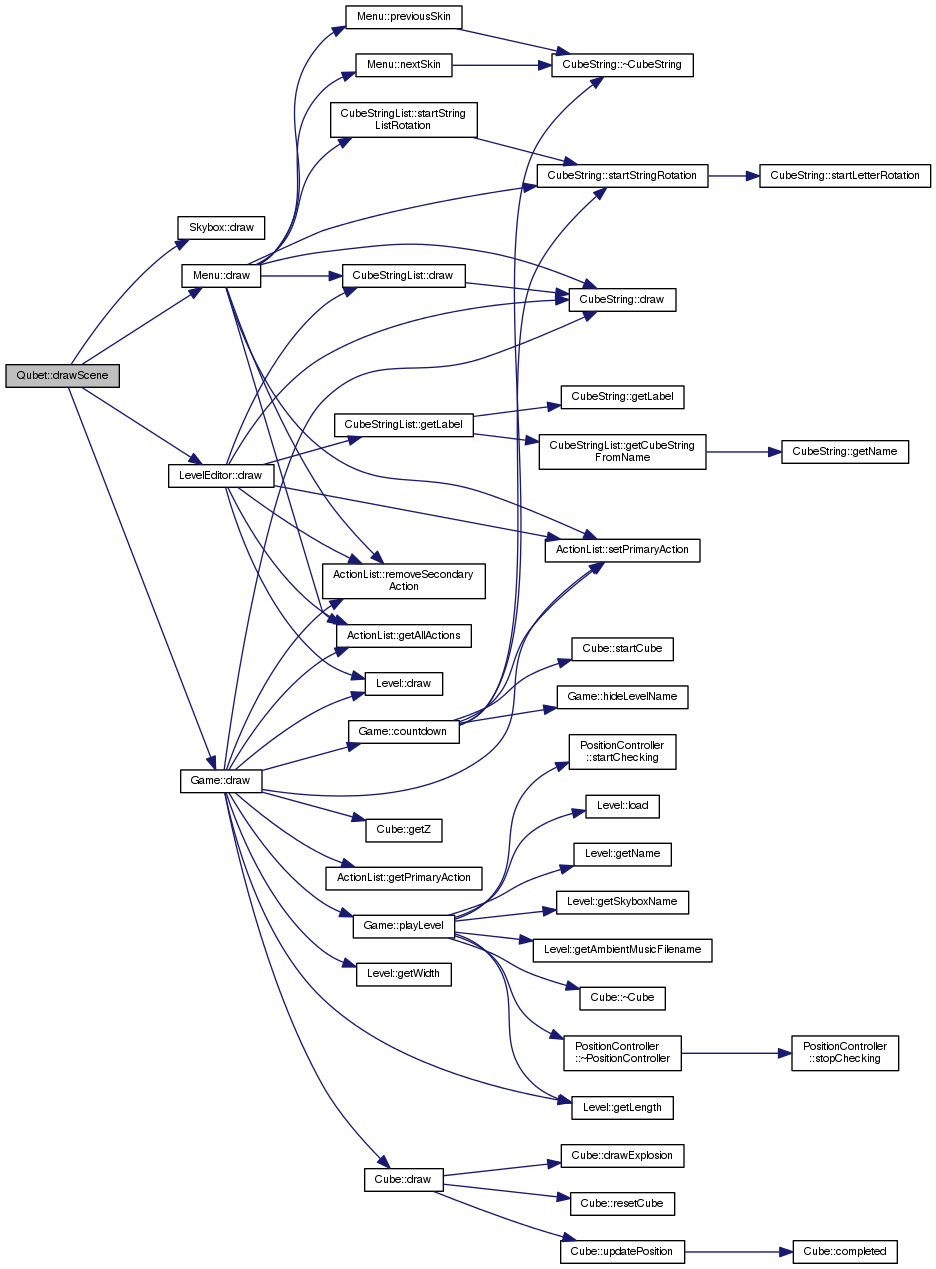 Menu::previousSkin
Menu::nextSkin
CubeString::~CubeString
CubeStringList::startString
ListRotation
CubeString::startStringRotation
CubeString::startLetterRotation
Skybox::draw
Menu::draw
CubeStringList::draw
CubeString::draw
Qubet::drawScene
CubeString::getLabel
CubeStringList::getLabel
CubeStringList::getCubeString
FromName
CubeString::getName
LevelEditor::draw
ActionList::setPrimaryAction
ActionList::removeSecondary
Action
ActionList::getAllActions
Cube::startCube
Level::draw
Game::hideLevelName
Game::countdown
PositionController
::startChecking
Game::draw
Level::load
Cube::getZ
Level::getName
ActionList::getPrimaryAction
Level::getSkyboxName
Game::playLevel
Level::getAmbientMusicFilename
Level::getWidth
Cube::~Cube
PositionController
::~PositionController
PositionController
::stopChecking
Level::getLength
Cube::drawExplosion
Cube::draw
Cube::resetCube
Cube::updatePosition
Cube::completed